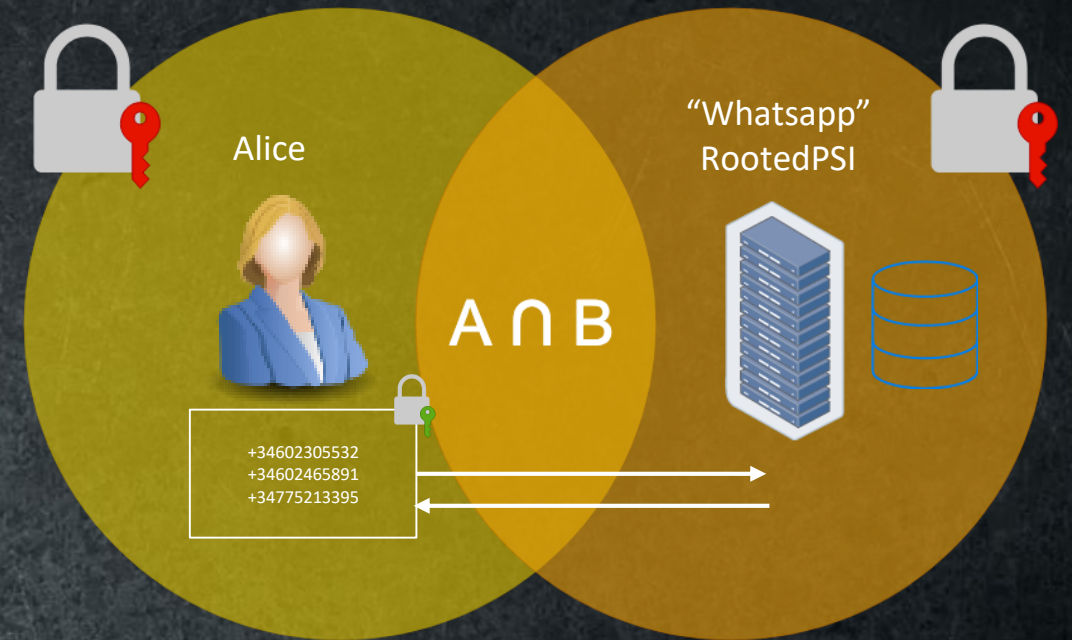 Alice
“Whatsapp”
RootedPSI
A ∩ B
+34602305532
+34602465891
+34775213395